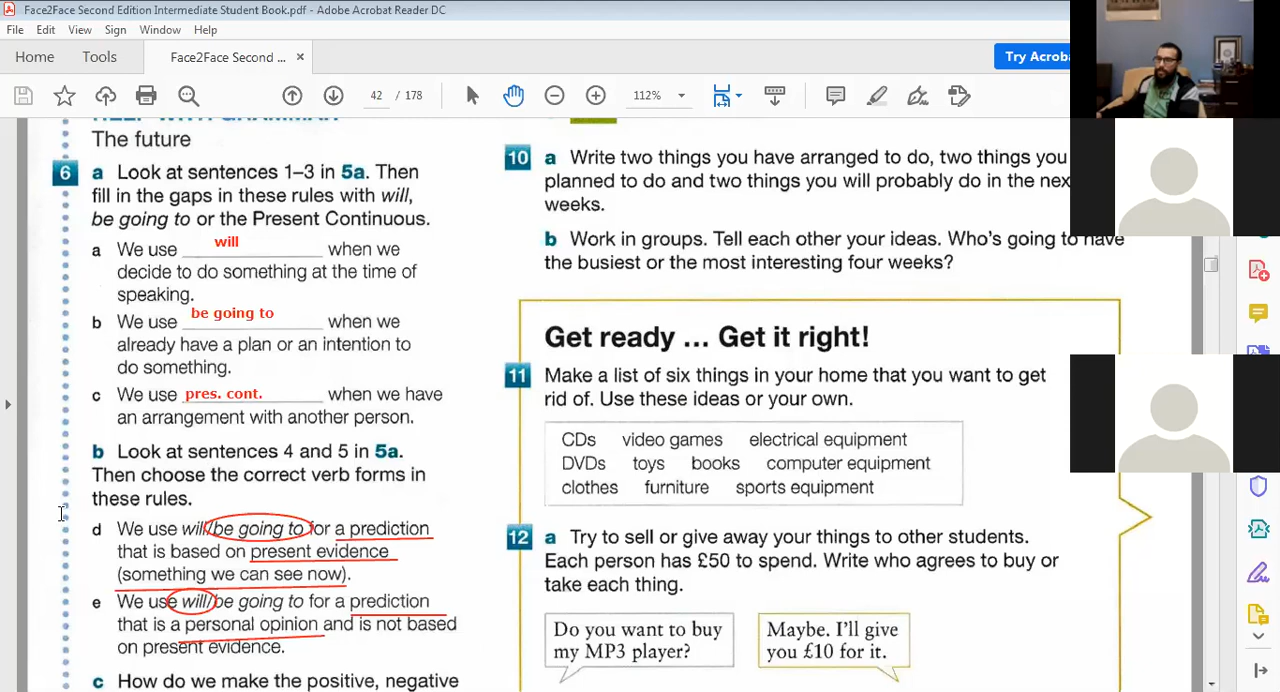 Face2Face Second Edition Intermediate Student Book.pdf - Adobe Acrobat Reader DC
File Edit View Sign Window Help
Home Tools Face2Face Second ... × Try Acroba
42 / 178 112%
The future
6 a Look at sentences 1–3 in 5a. Then
fill in the gaps in these rules with will,
be going to or the Present Continuous.
a We use will when we
decide to do something at the time of
speaking.
b We use be going to when we
already have a plan or an intention to
do something.
c We use pres. cont. when we have
an arrangement with another person.
b Look at sentences 4 and 5 in 5a.
Then choose the correct verb forms in
these rules.
d We use will/be going to for a prediction
that is based on present evidence
(something we can see now).
e We use will/be going to for a prediction
that is a personal opinion and is not based
on present evidence.
c How do we make the positive, negative
10 a Write two things you have arranged to do, two things you
planned to do and two things you will probably do in the nex
weeks.
b Work in groups. Tell each other your ideas. Who's going to have
the busiest or the most interesting four weeks?
Get ready ... Get it right!
11 Make a list of six things in your home that you want to get
rid of. Use these ideas or your own.
CDs video games electrical equipment
DVDs toys books computer equipment
clothes furniture sports equipment
12 a Try to sell or give away your things to other students.
Each person has £50 to spend. Write who agrees to buy or
take each thing.
Do you want to buy
my MP3 player?
Maybe. I'll give
you £10 for it.